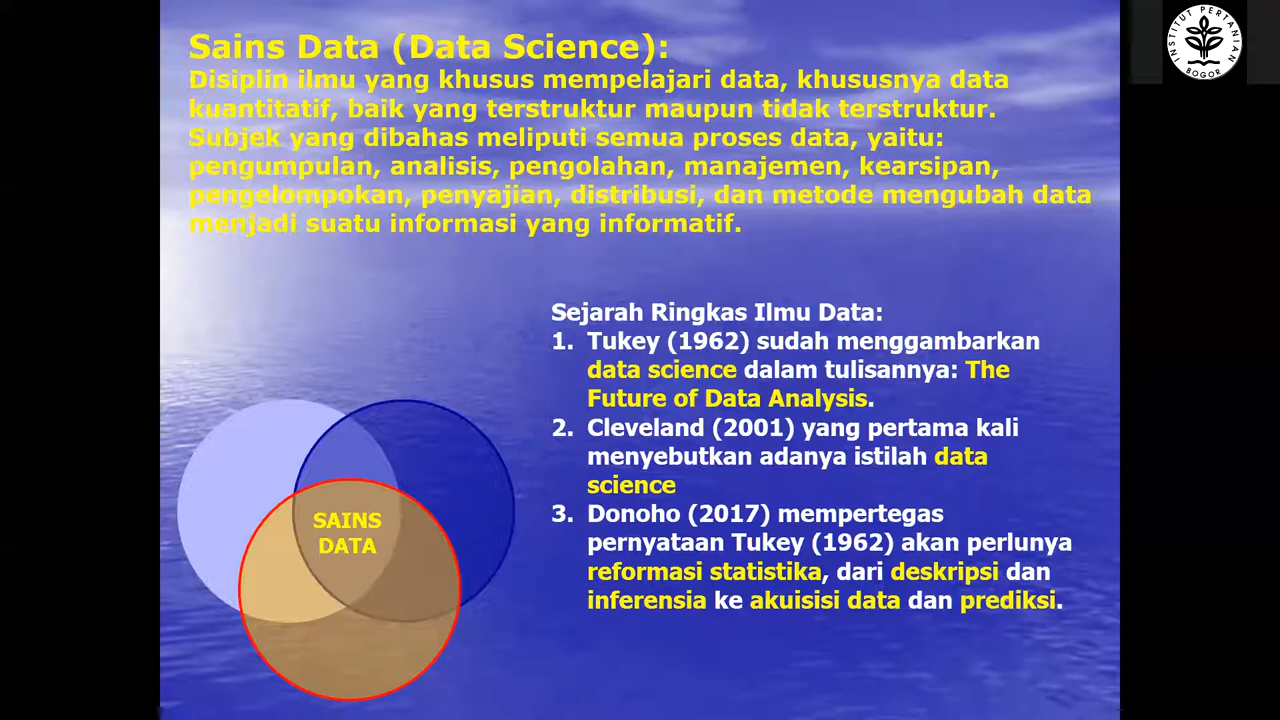 Sains Data (Data Science):
Disiplin ilmu yang khusus mempelajari data, khususnya data
kuantitatif, baik yang terstruktur maupun tidak terstruktur.
Subjek yang dibahas meliputi semua proses data, yaitu:
pengumpulan, analisis, pengolahan, manajemen, kearsipan,
pengelompokan, penyajian, distribusi, dan metode mengubah data
menjadi suatu informasi yang informatif.
INSTITUT PERTANIAN
BOGOR
Sejarah Ringkas Ilmu Data:
1. Tukey (1962) sudah menggambarkan
data science dalam tulisannya: The
Future of Data Analysis.
2. Cleveland (2001) yang pertama kali
menyebutkan adanya istilah data
science
3. Donoho (2017) mempertegas
pernyataan Tukey (1962) akan perlunya
reformasi statistika, dari deskripsi dan
inferensia ke akuisisi data dan prediksi.
SAINS
DATA